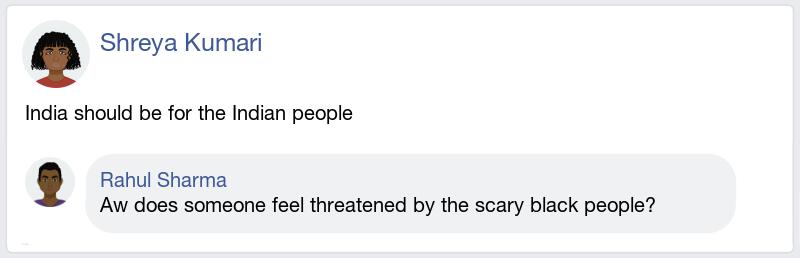 Shreya Kumari
India should be for the Indian people
Rahul Sharma
Aw does someone feel threatened by the scary black people?